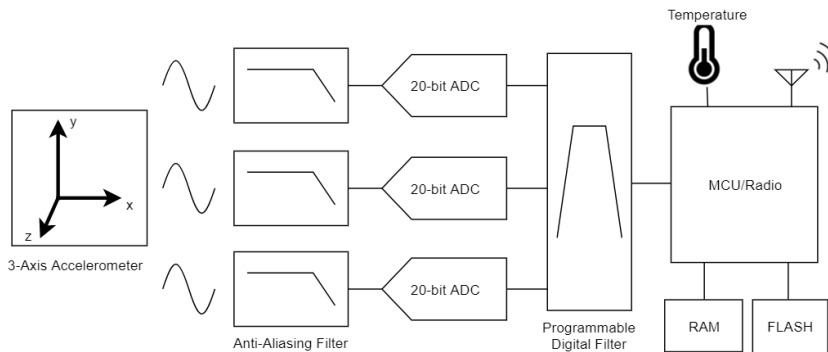 Temperature
20-bit ADC
y
x
z
3-Axis Accelerometer
20-bit ADC
MCU/Radio
20-bit ADC
Anti-Aliasing Filter
Programmable
Digital Filter
RAM
FLASH